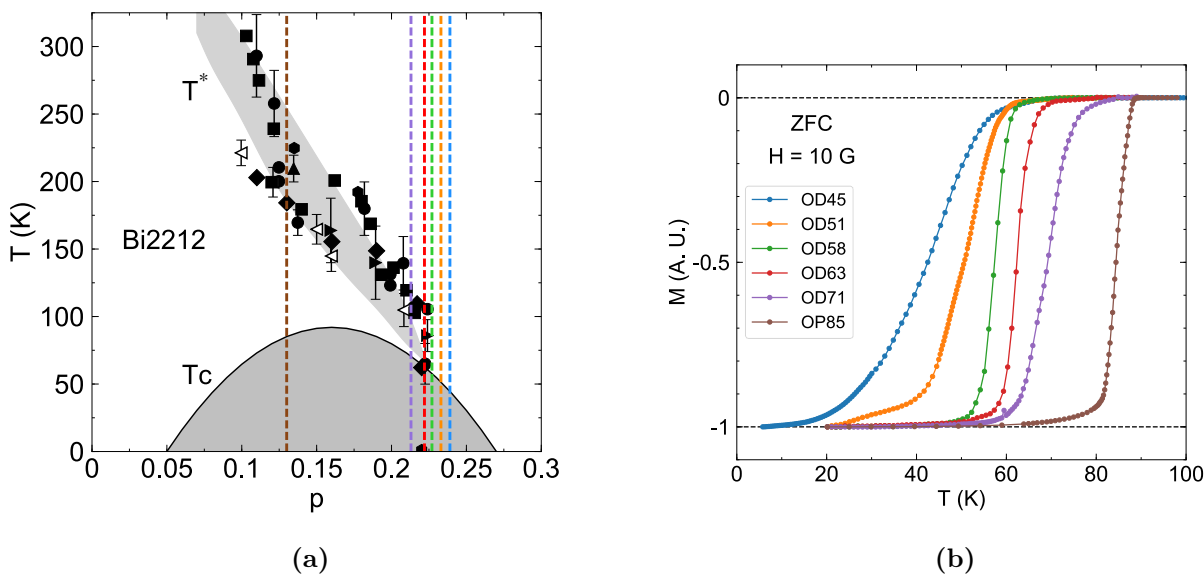 300
250
200
150
100
50
0
T (K)
T*
Bi2212
Tc
0
0.05
0.1
0.15
0.2
0.25
0.3
p
(a)
0
-0.5
-1
M (A. U.)
ZFC
H = 10 G
OD45
OD51
OD58
OD63
OD71
OP85
0
20
40
60
80
100
T (K)
(b)